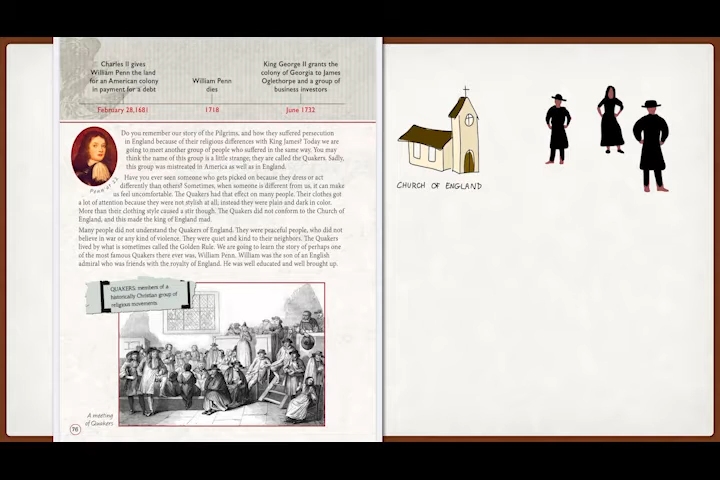 Charles II gives
William Penn the land
for an American colony
in payment for a debt
February 28,1681
William Penn
dies
1718
King George II grants the
colony of Georgia to James
Oglethorpe and a group of
business investors
June 1732
Do you remember our story of the Pilgrims, and how they suffered persecution
in England because of their religious differences with King James? Today we are
going to meet another group of people who suffered in the same way. You may
think the name of this group is a little strange; they are called the Quakers. Sadly,
this group was mistreated in America as well as in England.
Penn at 22
Have you ever seen someone who gets picked on because they dress or act
differently than others? Sometimes, when someone is different from us, it can make
us feel uncomfortable. The Quakers had that effect on many people. Their clothes got
a lot of attention because they were not stylish at all; instead they were plain and dark in color.
More than their clothing style caused a stir though. The Quakers did not conform to the Church of
England, and this made the king of England mad.
Many people did not understand the Quakers of England. They were peaceful people, who did not
believe in war or any kind of violence. They were quiet and kind to their neighbors. The Quakers
lived by what is sometimes called the Golden Rule. We are going to learn the story of perhaps one
of the most famous Quakers there ever was, William Penn. William was the son of an English
admiral who was friends with the royalty of England. He was well educated and well brought up.
QUAKERS: members of a
historically Christian group of
religious movements.
A meeting
of Quakers
76
CHURCH OF ENGLAND